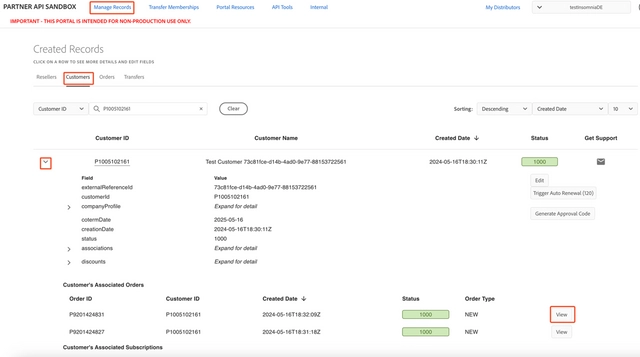 PARTNER API SANDBOX Manage Records Transfer Memberships Portal Resources API Tools Internal My Distributors testInsomniaDE
IMPORTANT - THIS PORTAL IS INTENDED FOR NON-PRODUCTION USE ONLY.
Created Records
CLICK ON A ROW TO SEE MORE DETAILS AND EDIT FIELDS
Resellers Customers Orders Transfers
Customer ID P1005102161 × Clear Sorting: Descending Created Date 10
Customer ID Customer Name Created Date Status Get Support
P1005102161 Test Customer 73c81fce-d14b-4ad0-9e77-88153722561 2024-05-16T18:30:11Z 1000
Field Value Edit
externalReferenceId 73c81fce-d14b-4ad0-9e77-88153722561
customerId P1005102161 Trigger Auto Renewal (120)
companyProfile Expand for detail
Generate Approval Code
cotermDate 2025-05-16
creationDate 2024-05-16T18:30:11Z
status 1000
associations Expand for detail
discounts Expand for detail
Customer's Associated Orders
Order ID Customer ID Created Date Status Order Type
P9201424831 P1005102161 2024-05-16T18:32:09Z 1000 NEW View
P9201424827 P1005102161 2024-05-16T18:31:18Z 1000 NEW View
Customer's Associated Subscriptions